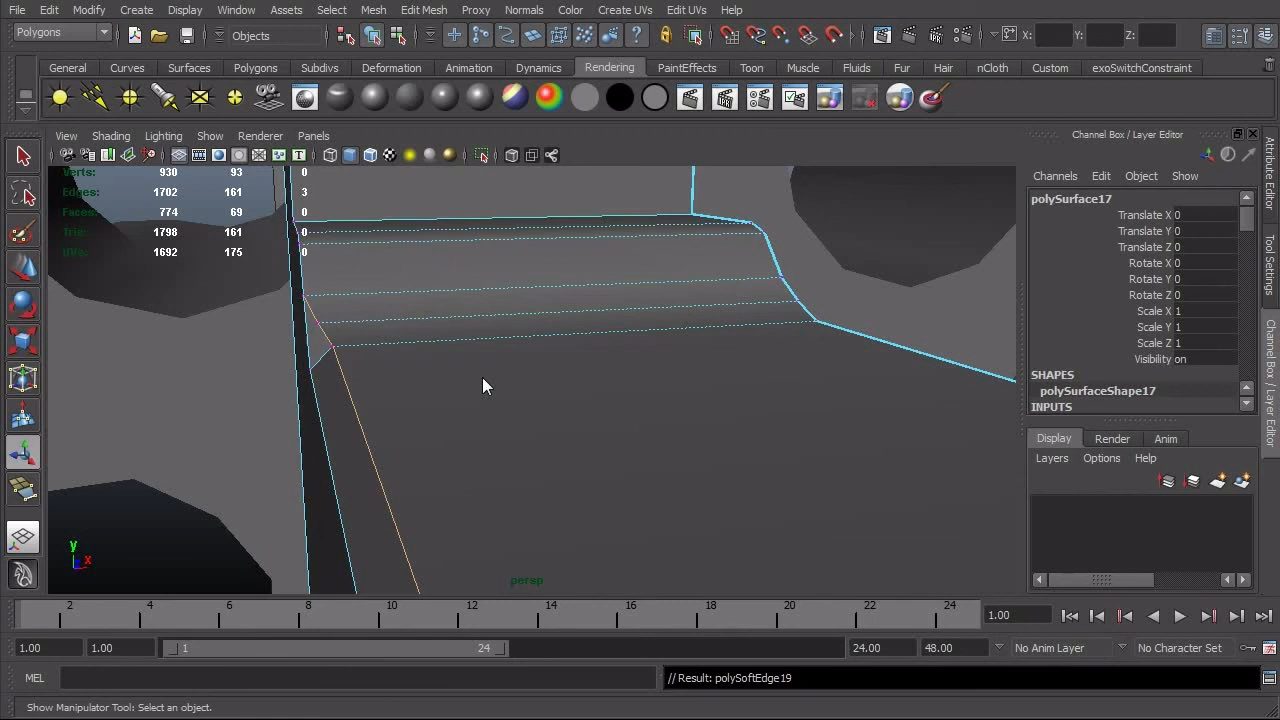 File Edit Modify Create Display Window Assets Select Mesh Edit Mesh Proxy Normals Color Create UVs Edit UVs Help
Polygons Objects X: Y: Z:
General Curves Surfaces Polygons Subdivs Deformation Animation Dynamics Rendering PaintEffects Toon Muscle Fluids Fur Hair nCloth Custom exoSwitchConstraint
View Shading Lighting Show Renderer Panels
Channel Box / Layer Editor
Channels Edit Object Show
Verts: 930 93 0
Edges: 1702 161 3
Faces: 774 69 0
Tris: 1798 161 0
UVs: 1692 175 0
polySurface17
Translate X 0
Translate Y 0
Translate Z 0
Rotate X 0
Rotate Y 0
Rotate Z 0
Scale X 1
Scale Y 1
Scale Z 1
Visibility on
SHAPES
polySurfaceShape17
INPUTS
Display Render Anim
Layers Options Help
Attribute Editor
Tool Settings
Channel Box / Layer Editor
y
x
persp
2 4 6 8 10 12 14 16 18 20 22 24
1.00
1.00 1.00 1 24 24.00 48.00 No Anim Layer No Character Set
MEL // Result: polySoftEdge19
Show Manipulator Tool: Select an object.